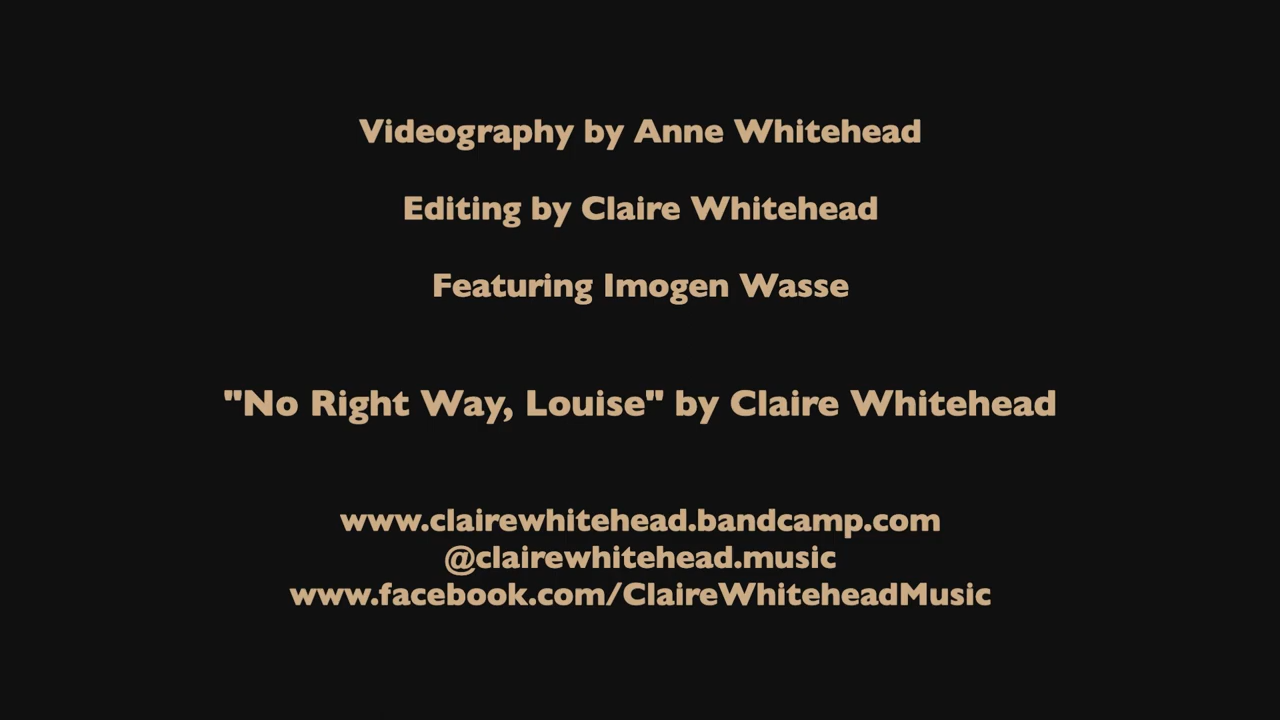 Videography by Anne Whitehead
Editing by Claire Whitehead
Featuring Imogen Wasse
"No Right Way, Louise" by Claire Whitehead
www.clairewhitehead.bandcamp.com
@clairewhitehead.music
www.facebook.com/ClaireWhiteheadMusic